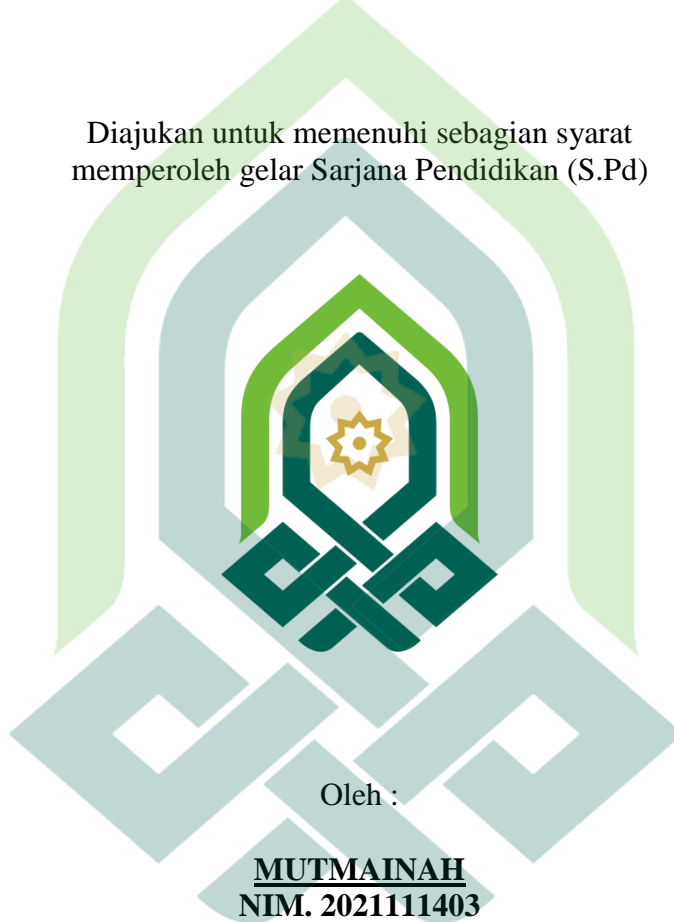 Diajukan untuk memenuhi sebagian syarat
memperoleh gelar Sarjana Pendidikan (S.Pd)
Oleh :
MUTMAINAH
NIM. 2021111403